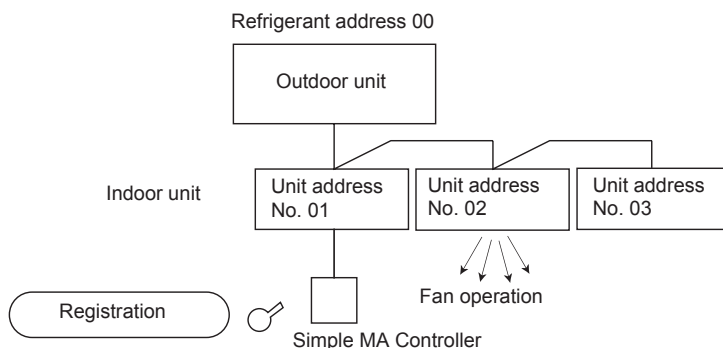 Refrigerant address 00
Outdoor unit
Indoor unit
Unit address
No. 01
Unit address
No. 02
Unit address
No. 03
Fan operation
Registration
Simple MA Controller